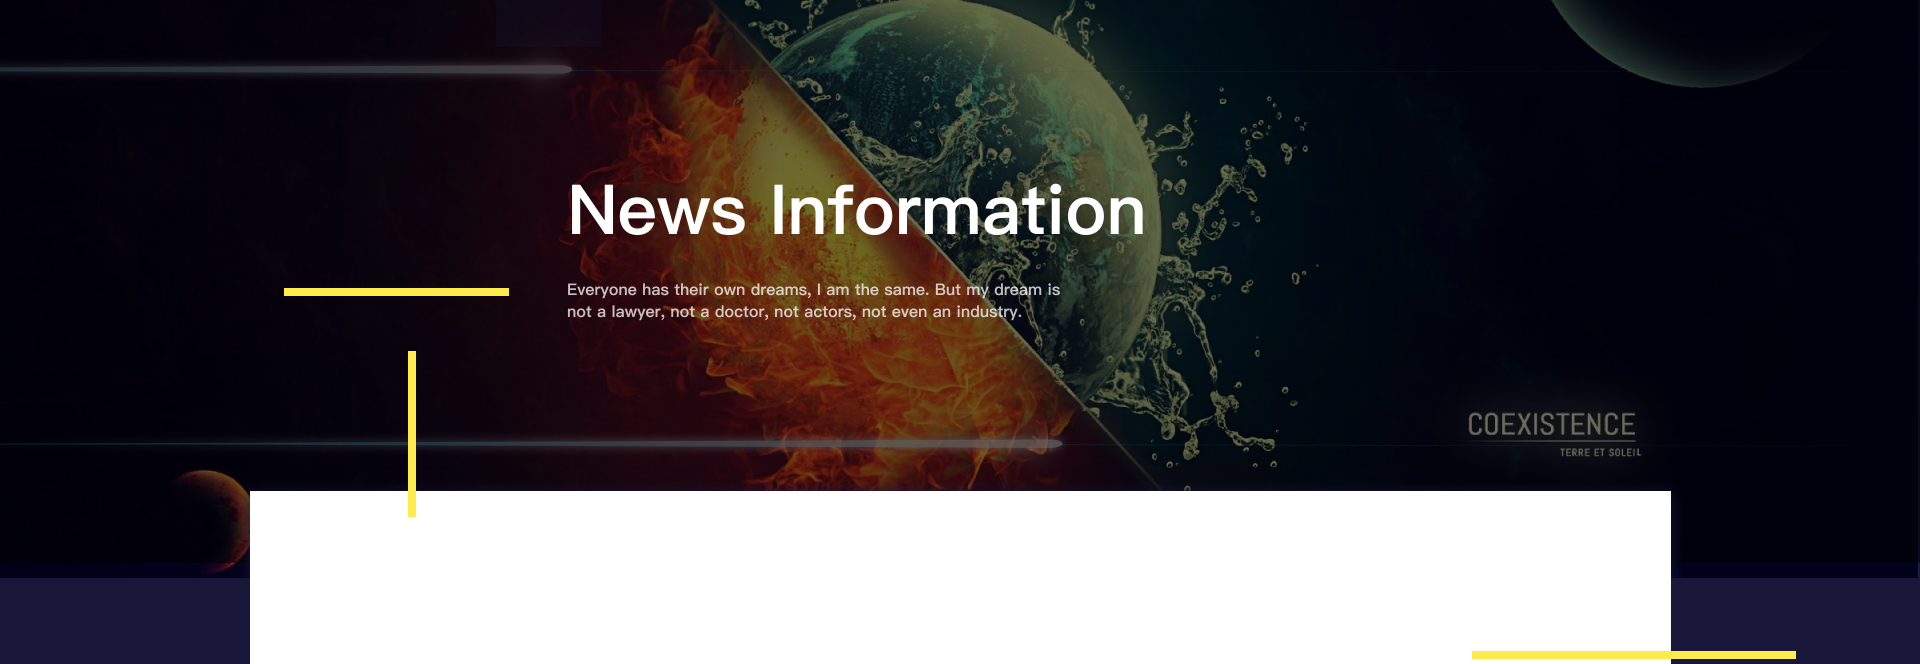 News Information
Everyone has their own dreams, I am the same. But my dream is
not a lawyer, not a doctor, not actors, not even an industry.
COEXISTENCE
TERRE ET SOLEIL